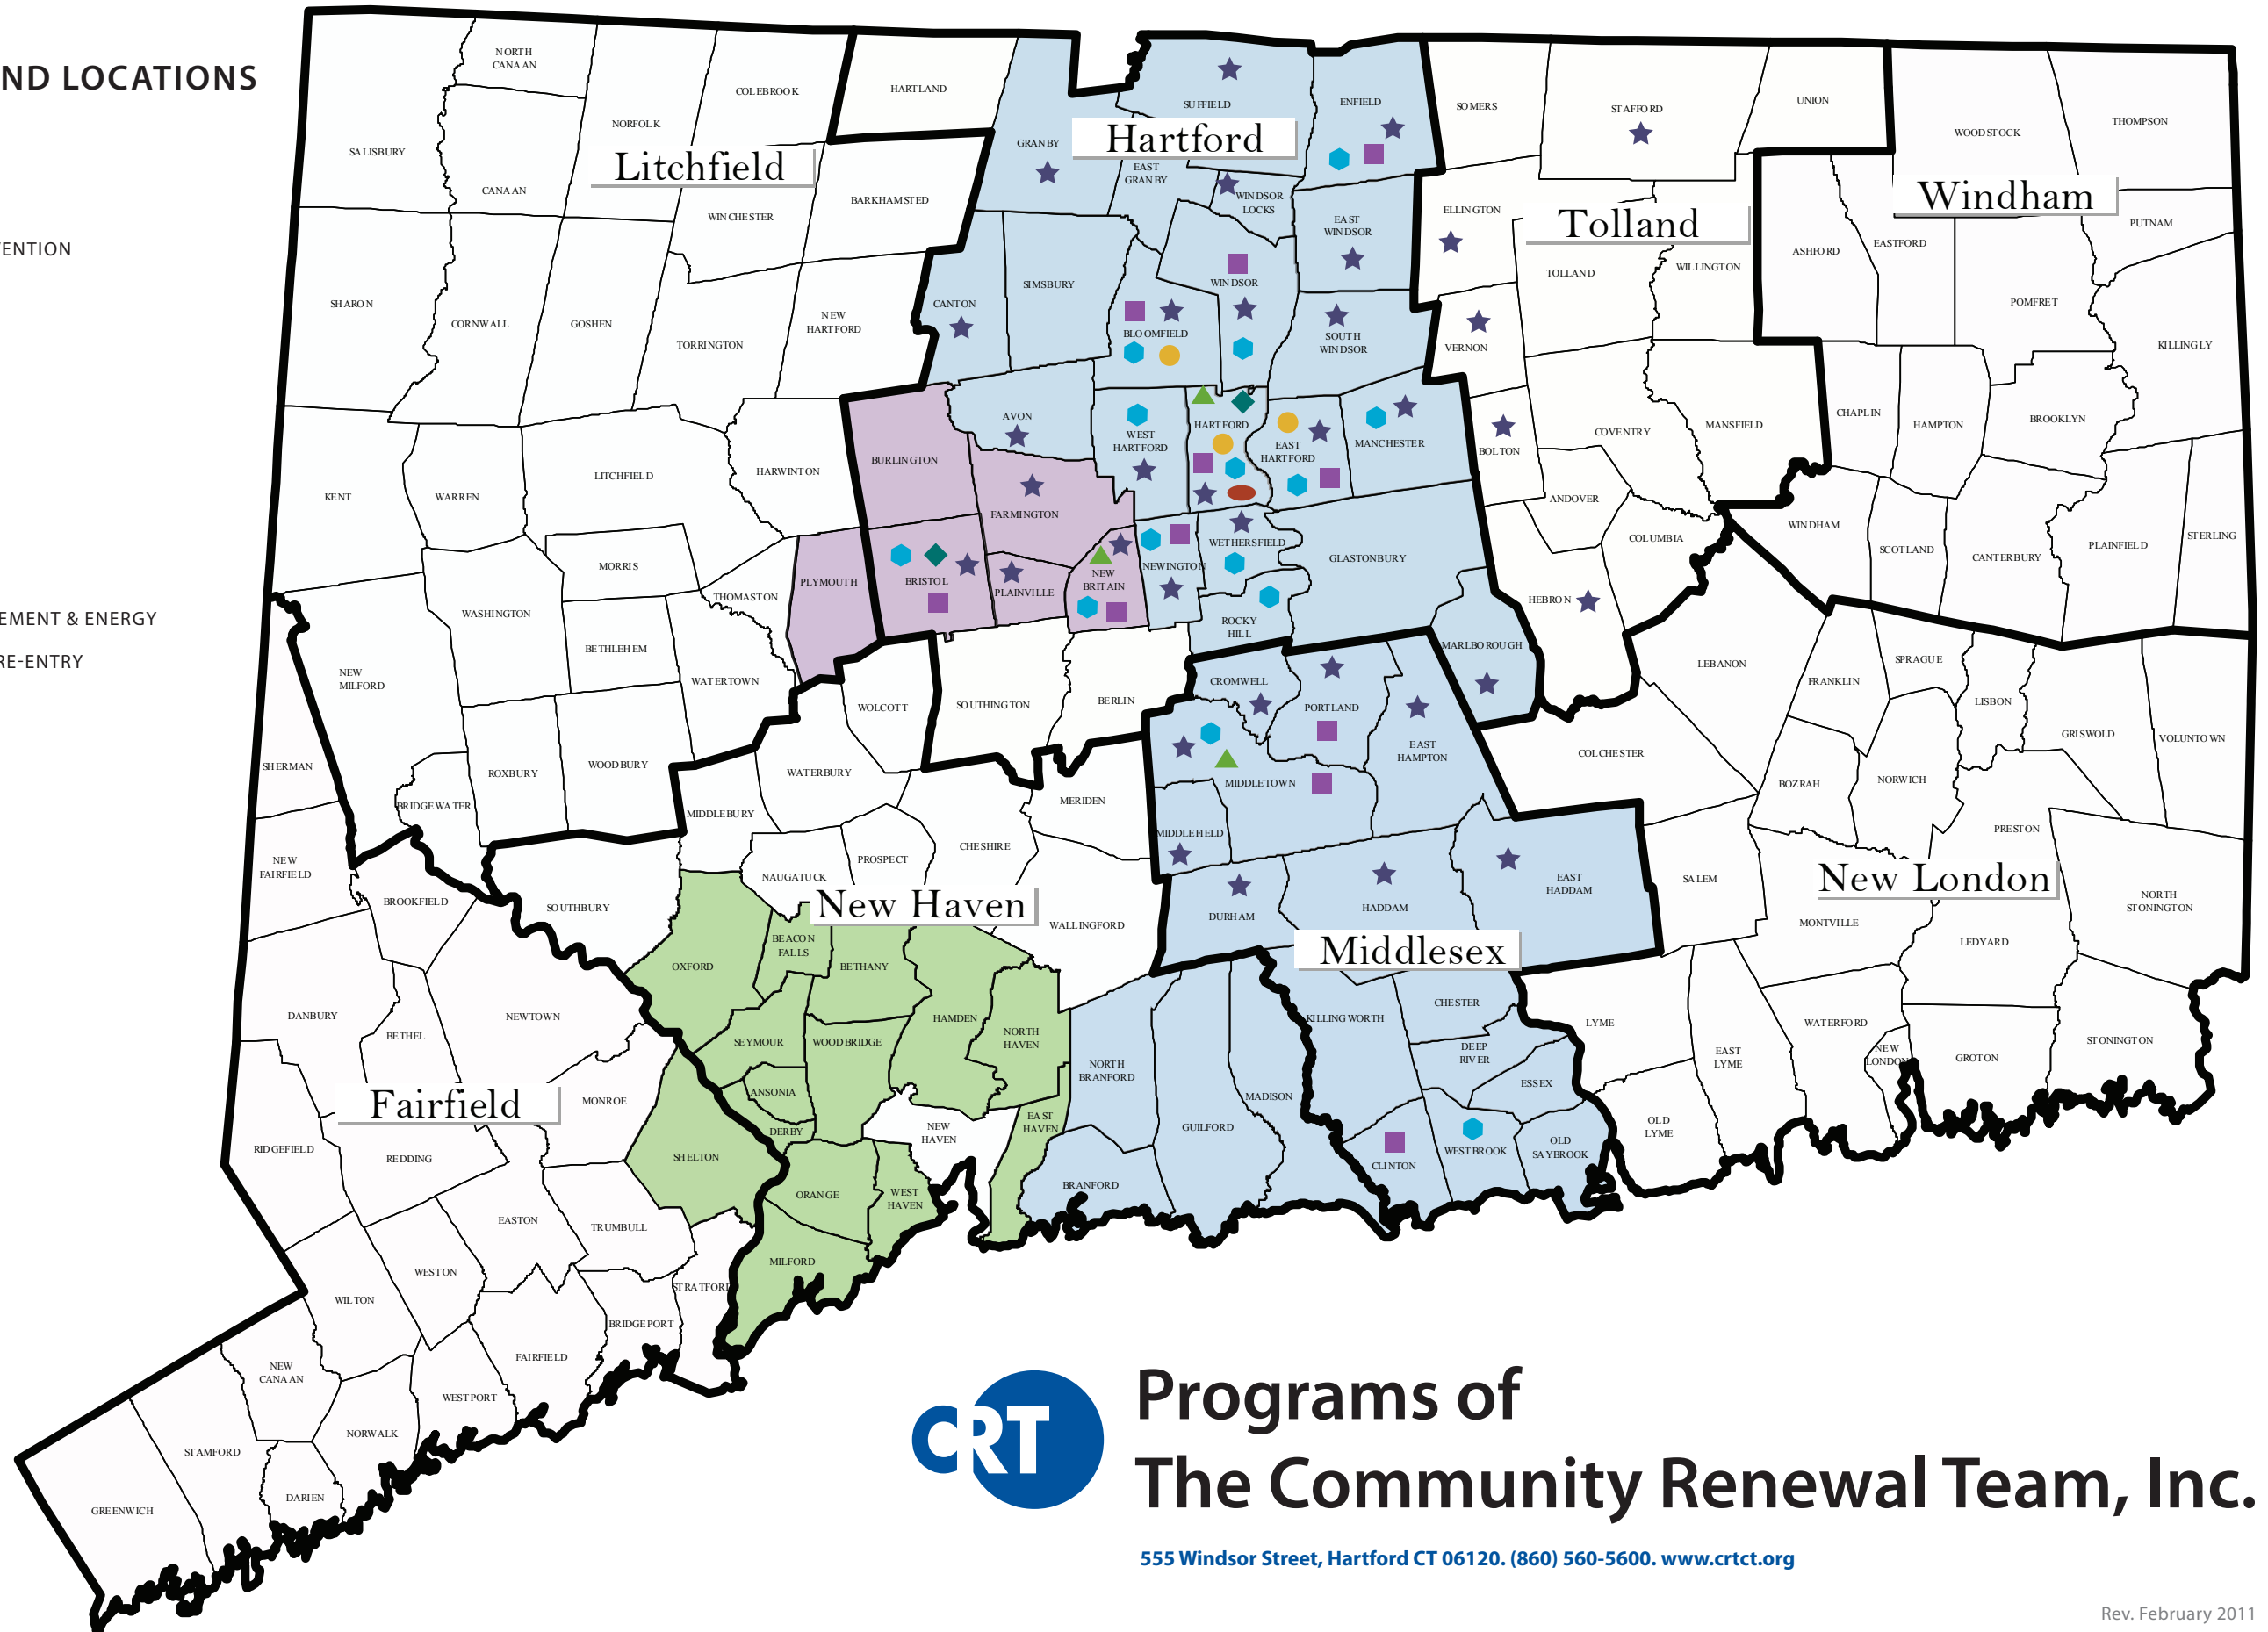 ND LOCATIONS
ENTION
EMENT & ENERGY
RE-ENTRY
NORTH
CANAAN
COLEBROOK
HARTLAND
SUFFIELD
ENFIELD
SOMERS
STAFFORD
UNION
WOODSTOCK
THOMPSON
NORFOLK
SALISBURY
CANAAN
Litchfield
WINCHESTER
BARKHAMSTED
GRANBY
Hartford
EAST
GRANBY
WINDSOR
LOCKS
EAST
WINDSOR
ELLINGTON
Tolland
TOLLAND
WILLINGTON
Windham
ASHFORD
EASTFORD
PUTNAM
POMFRET
KILLINGLY
SHARON
CORNWALL
GOSHEN
TORRINGTON
NEW
HARTFORD
CANTON
SIMSBURY
BLOOMFIELD
WINDSOR
SOUTH
WINDSOR
VERNON
AVON
WEST
HARTFORD
HARTFORD
EAST
HARTFORD
MANCHESTER
BOLTON
COVENTRY
MANSFIELD
CHAPLIN
HAMPTON
BROOKLYN
KENT
WARREN
LITCHFIELD
HARWINTON
BURLINGTON
FARMINGTON
WETHERSFIELD
GLASTONBURY
ANDOVER
COLUMBIA
WINDHAM
SCOTLAND
CANTERBURY
PLAINFIELD
STERLING
MORRIS
WASHINGTON
THOMASTON
PLYMOUTH
BRISTOL
PLAINVILLE
NEW
BRITAIN
NEWINGTON
ROCKY
HILL
HEBRON
MARLBOROUGH
BETHLEHEM
WATERTOWN
NEW
MILFORD
WOLCOTT
SOUTHINGTON
BERLIN
CROMWELL
PORTLAND
EAST
HAMPTON
LEBANON
FRANKLIN
SPRAGUE
LISBON
GRISWOLD
VOLUNTOWN
COLCHESTER
BOZRAH
NORWICH
PRESTON
SHERMAN
ROXBURY
WOODBURY
WATERBURY
BRIDGEWATER
MIDDLEBURY
MERIDEN
MIDDLETOWN
MIDDLEFIELD
NEW
FAIRFIELD
BROOKFIELD
SOUTHBURY
NAUGATUCK
PROSPECT
CHESHIRE
New Haven
WALLINGFORD
DURHAM
HADDAM
EAST
HADDAM
Middlesex
SALEM
New London
MONTVILLE
LEDYARD
NORTH
STONINGTON
OXFORD
BEACON
FALLS
BETHANY
DANBURY
BETHEL
NEWTOWN
SEYMOUR
WOODBRIDGE
HAMDEN
NORTH
HAVEN
NORTH
BRANFORD
KILLINGWORTH
CHESTER
DEEP
RIVER
ESSEX
LYME
EAST
LYME
WATERFORD
NEW
LONDON
GROTON
STONINGTON
Fairfield
MONROE
ANSONIA
DERBY
NEW
HAVEN
EAST
HAVEN
GUILFORD
MADISON
CLINTON
WESTBROOK
OLD
SAYBROOK
OLD
LYME
RIDGEFIELD
REDDING
SHELTON
ORANGE
WEST
HAVEN
BRANFORD
EASTON
TRUMBULL
MILFORD
WESTON
WILTON
STRATFORD
BRIDGEPORT
FAIRFIELD
NEW
CANAAN
WESTPORT
NORWALK
STAMFORD
DARIEN
GREENWICH
CRT
Programs of
The Community Renewal Team, Inc.
555 Windsor Street, Hartford CT 06120. (860) 560-5600. www.crtct.org
Rev. February 2011